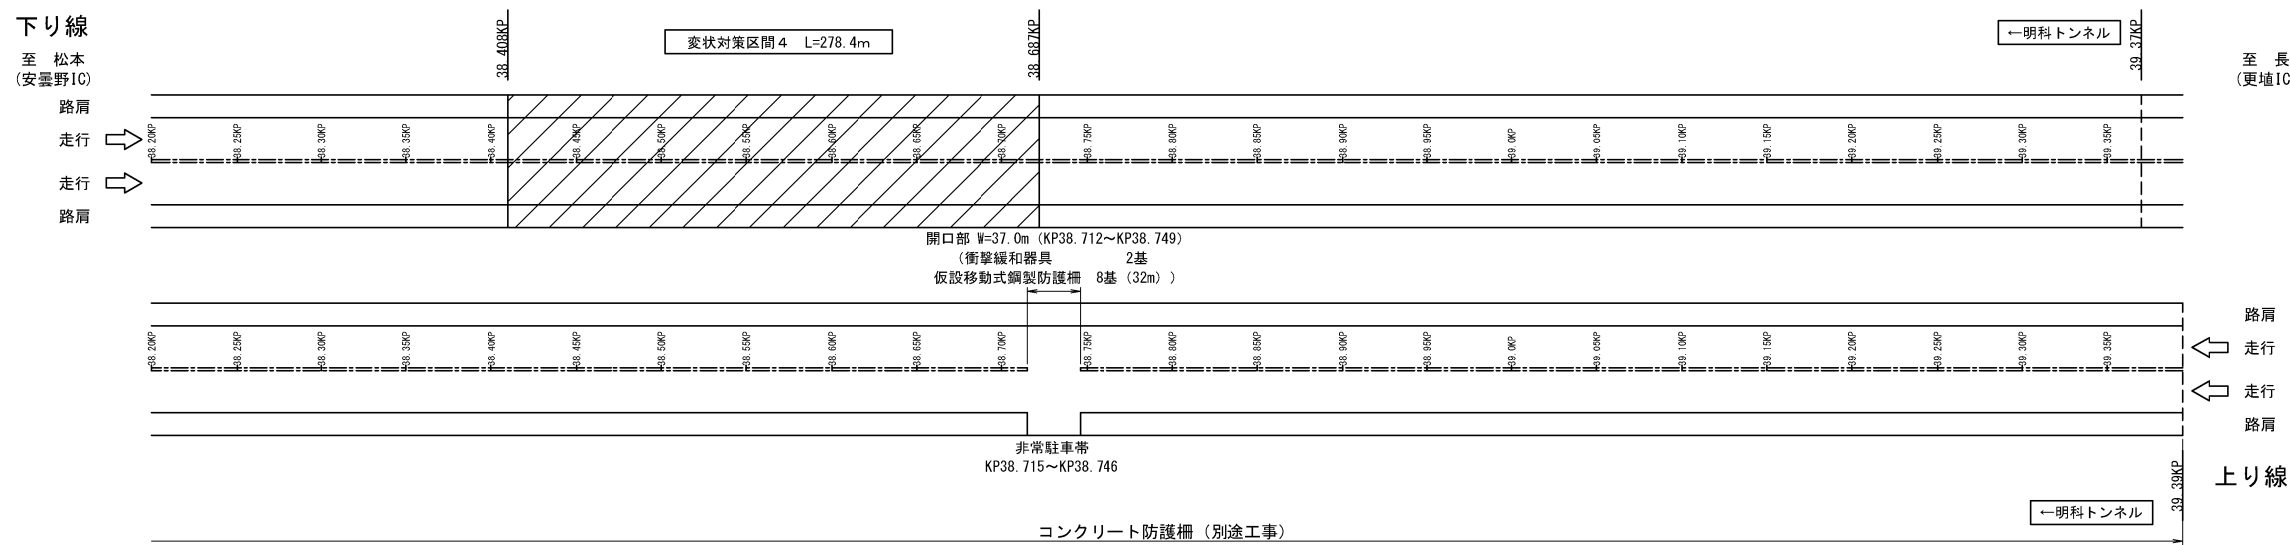 下り線
至　松本
(安曇野IC)
38.408KP
変状対策区間４　L=278.4m
38.687KP
←明科トンネル
39.37KP
至　長
(更埴IC
路肩
走行
走行
路肩
38.20KP
38.25KP
38.30KP
38.35KP
38.40KP
38.45KP
38.50KP
38.55KP
38.60KP
38.65KP
38.70KP
38.75KP
38.80KP
38.85KP
38.90KP
38.95KP
39.0KP
39.05KP
39.10KP
39.15KP
39.20KP
39.25KP
39.30KP
39.35KP
開口部 W=37.0m (KP38.712～KP38.749)
（衝撃緩和器具　　　2基
仮設移動式鋼製防護柵　8基（32m））
38.20KP
38.25KP
38.30KP
38.35KP
38.40KP
38.45KP
38.50KP
38.55KP
38.60KP
38.65KP
38.70KP
38.75KP
38.80KP
38.85KP
38.90KP
38.95KP
39.0KP
39.05KP
39.10KP
39.15KP
39.20KP
39.25KP
39.30KP
39.35KP
路肩
走行
走行
路肩
非常駐車帯
KP38.715～KP38.746
39.39KP
上り線
←明科トンネル
コンクリート防護柵（別途工事）